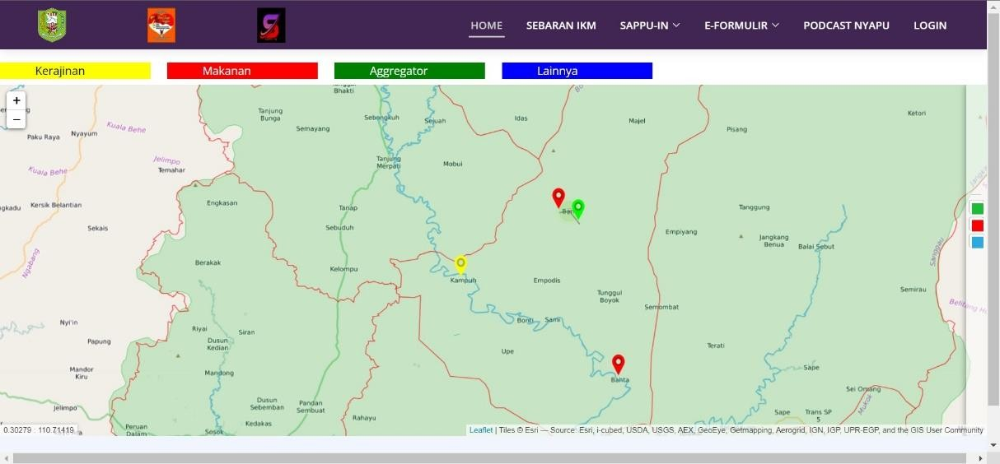 HOME SEBARAN IKM SAPPU-IN E-FORMULIR PODCAST NYAPU LOGIN
Kerajinan Makanan Aggregator Lainnya
Bhakti
+
−
Tanjung
Bunga
Sebongkuh
Sejuah
Idas
Majel
Ketori
Kuala Behe
Semayang
Pisang
Paku Raya
Nyayum
Tanjung
Merpati
Mobui
Jelimpo
Temahar
Kuala Behe
Engkasan
Kersik Belantian
Tanap
Tanggung
Sekais
Sebuduh
Empiyang
Jangkang
Benua
Balai Sebut
Sanggau
Ngabang
Berakak
Kelompu
Kampuh
Empodis
Tunggul
Boyok
Semirau
Sembat
Nyi'in
Riyai
Siran
Bonti
Sami
Papung
Dusun
Kedian
Upe
Terati
Mandor
Kiru
Mandong
Bahta
Sape
Sei Omang
Jelimpo
Dusun
Sebemban
Pandan
Sembuat
Mukok
Sape
Trans SP
5
Rahayu
Kedakas
Peruan
Dalam
Sosok
0.30279 : 110.71419
Leaflet | Tiles © Esri — Source: Esri, i-cubed, USDA, USGS, AEX, GeoEye, Getmapping, Aerogrid, IGN, IGP, UPR-EGP, and the GIS User Community